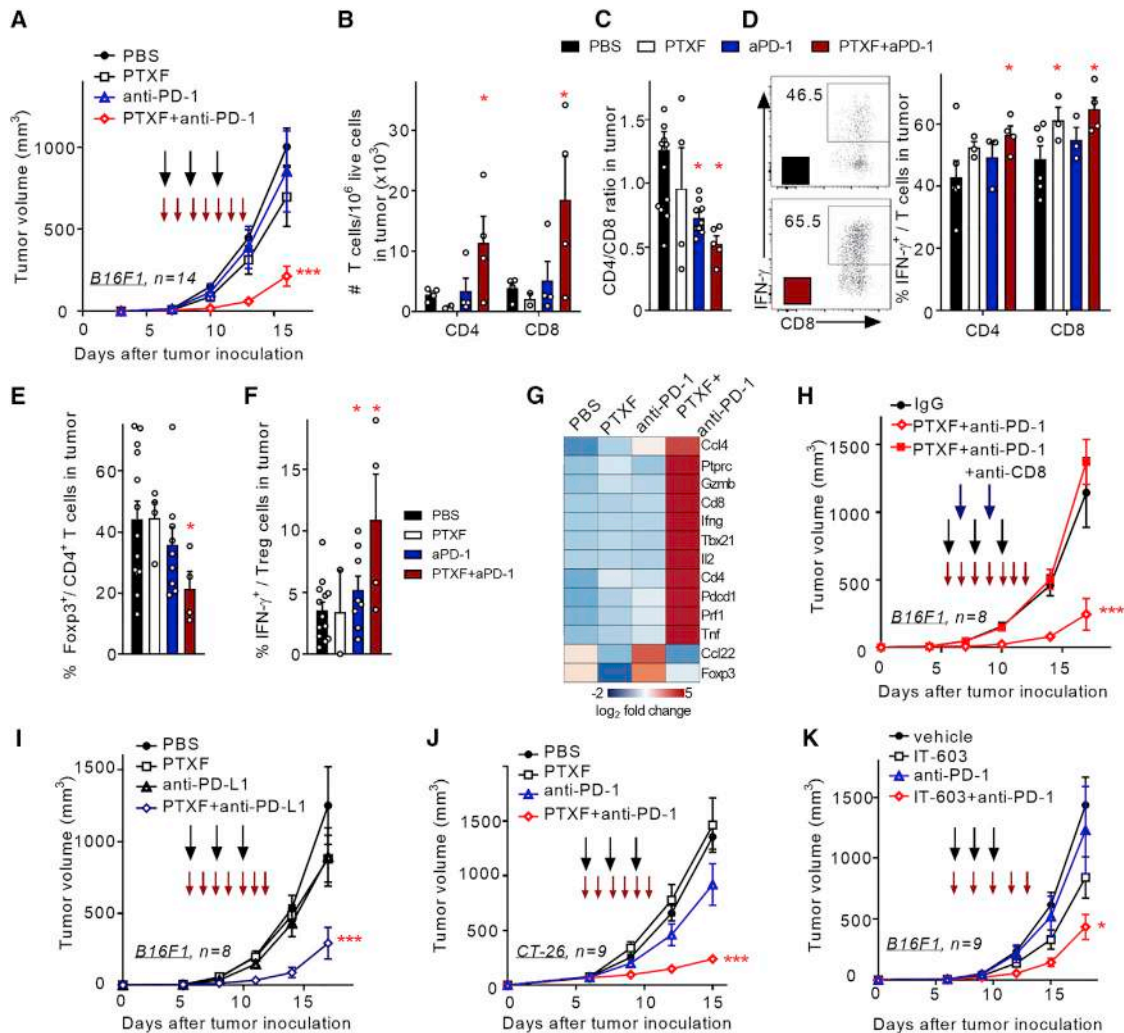 A
PBS
PTXF
anti-PD-1
PTXF+anti-PD-1
Tumor volume (mm³)
1000
500
0
B16F1, n=14
***
0 5 10 15
Days after tumor inoculation
B
# T cells/10⁶ live cells
in tumor (x10³)
30
20
10
0
* *
CD4 CD8
C
PBS PTXF aPD-1 PTXF+aPD-1
CD4/CD8 ratio in tumor
1.5
1
0.5
0
* *
D
46.5
65.5
IFN-γ
CD8
% IFN-γ⁺ / T cells in tumor
80
60
40
20
0
* * *
CD4 CD8
E
% Foxp3⁺/ CD4⁺ T cells in tumor
75
50
25
0
*
F
% IFN-γ⁺ / Treg cells in tumor
15
10
5
0
* *
PBS
PTXF
aPD-1
PTXF+aPD-1
G
PBS
PTXF
anti-PD-1
PTXF+
anti-PD-1
Ccl4
Ptprc
Gzmb
Cd8
Ifng
Tbx21
Il2
Cd4
Pdcd1
Prf1
Tnf
Ccl22
Foxp3
-2 5
log₂ fold change
H
IgG
PTXF+anti-PD-1
PTXF+anti-PD-1
+anti-CD8
Tumor volume (mm³)
1500
1000
500
0
B16F1, n=8
***
0 5 10 15
Days after tumor inoculation
I
PBS
PTXF
anti-PD-L1
PTXF+anti-PD-L1
Tumor volume (mm³)
1500
1000
500
0
B16F1, n=8
***
0 5 10 15
Days after tumor inoculation
J
PBS
PTXF
anti-PD-1
PTXF+anti-PD-1
Tumor volume (mm³)
1500
1000
500
0
CT-26, n=9
***
0 5 10 15
Days after tumor inoculation
K
vehicle
IT-603
anti-PD-1
IT-603+anti-PD-1
Tumor volume (mm³)
1500
1000
500
0
B16F1, n=9
*
0 5 10 15
Days after tumor inoculation